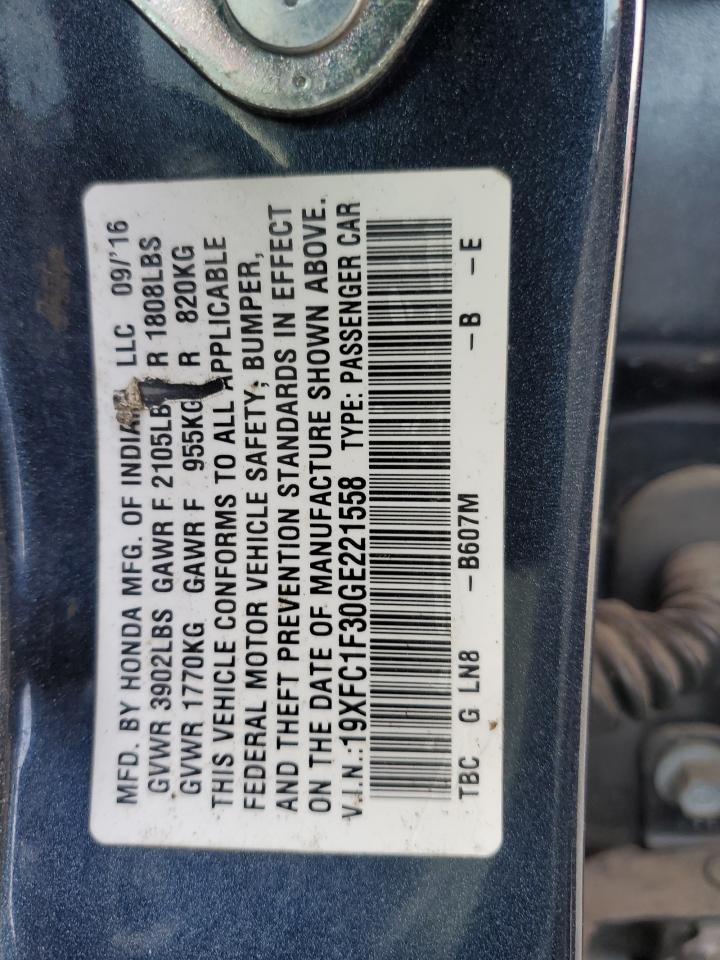 MFD. BY HONDA MFG. OF INDIA LLC 09/'16
GVWR 3902LBS GAWR F 2105LB R 1808LBS
GVWR 1770KG GAWR F 955KG R 820KG
THIS VEHICLE CONFORMS TO ALL APPLICABLE
FEDERAL MOTOR VEHICLE SAFETY, BUMPER,
AND THEFT PREVENTION STANDARDS IN EFFECT
ON THE DATE OF MANUFACTURE SHOWN ABOVE.
V.I.N.:19XFC1F30GE221558 TYPE: PASSENGER CAR
TBC G LN8 -B607M -B -E